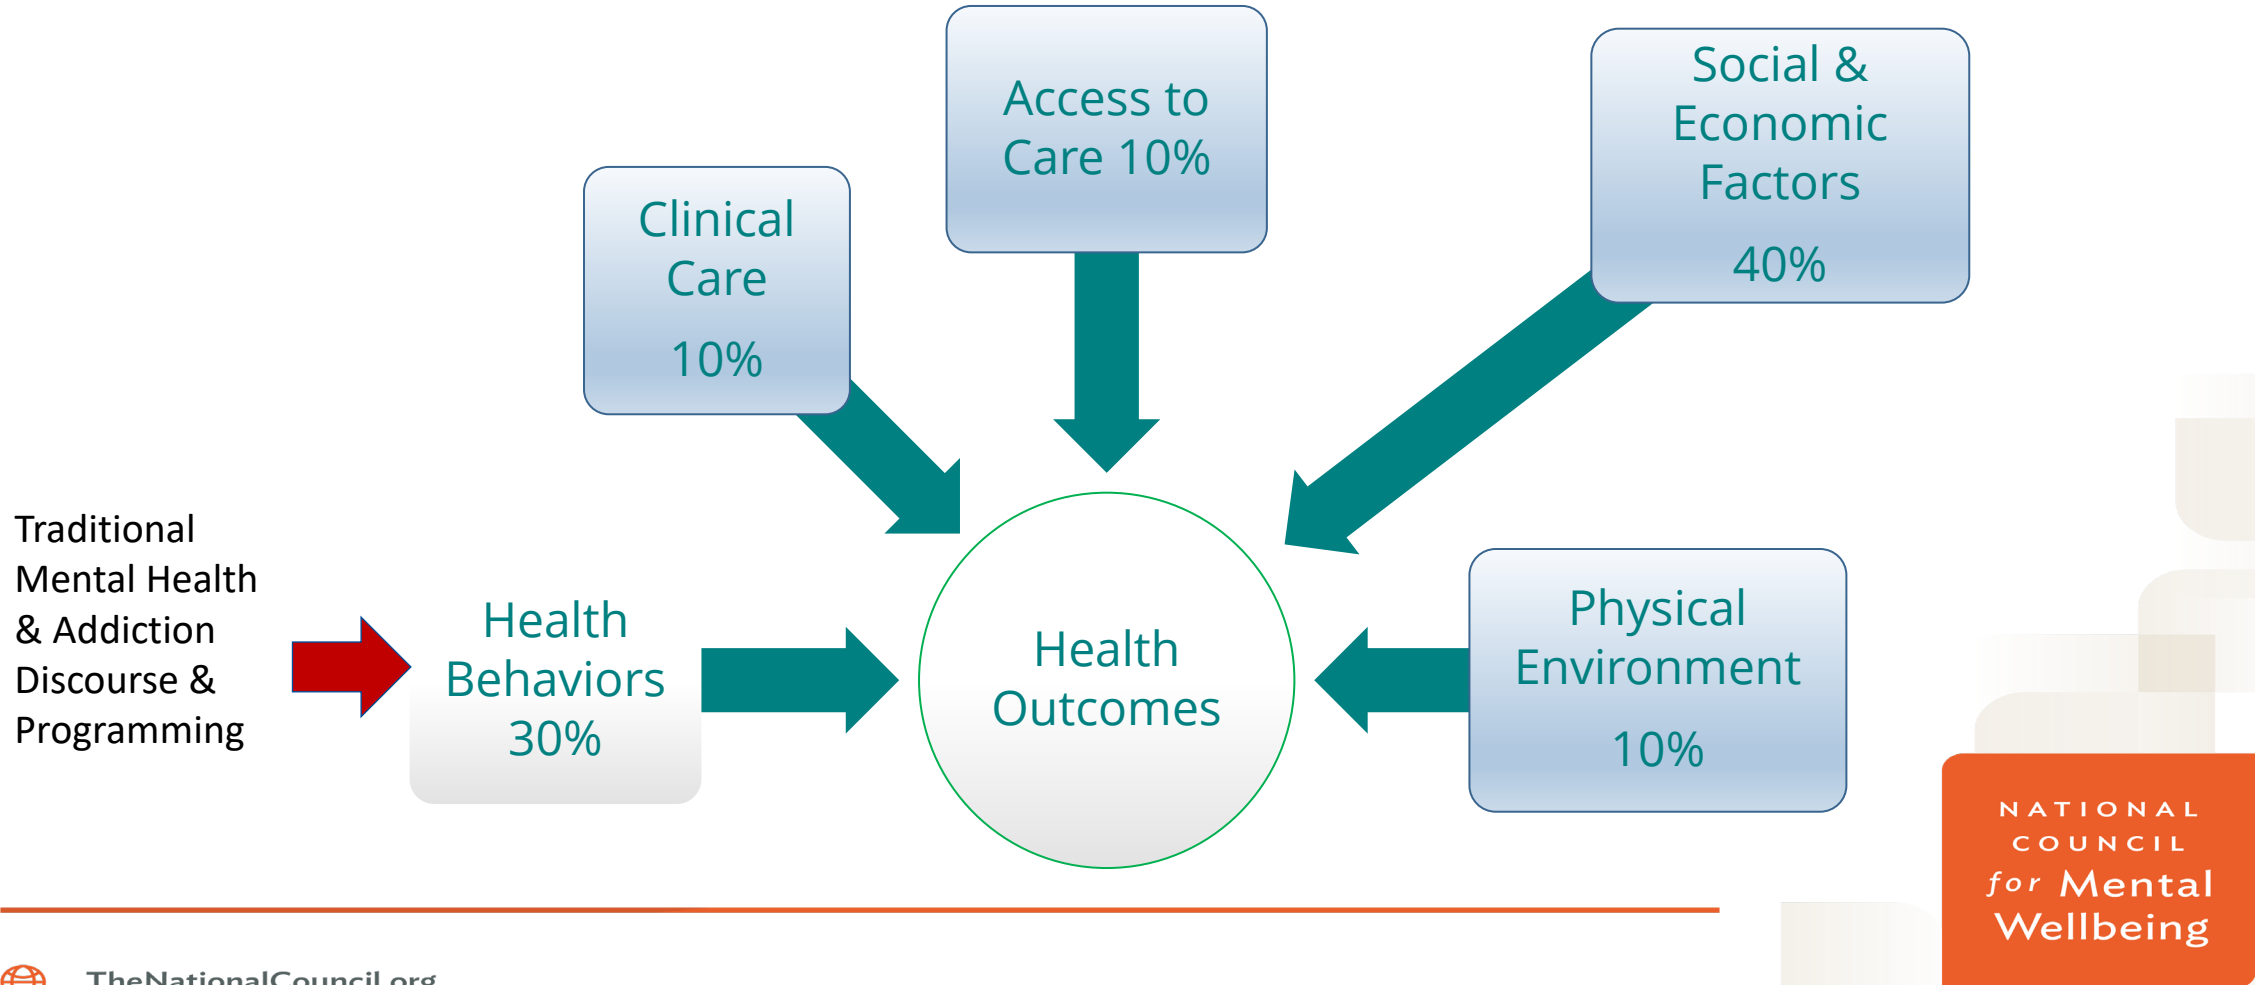 Access to
Care 10%
Social &
Economic
Factors
40%
Clinical
Care
10%
Traditional
Mental Health
& Addiction
Discourse &
Programming
Health
Behaviors
30%
Health
Outcomes
Physical
Environment
10%
NATIONAL
COUNCIL
for Mental
Wellbeing
TheNationalCouncil.org